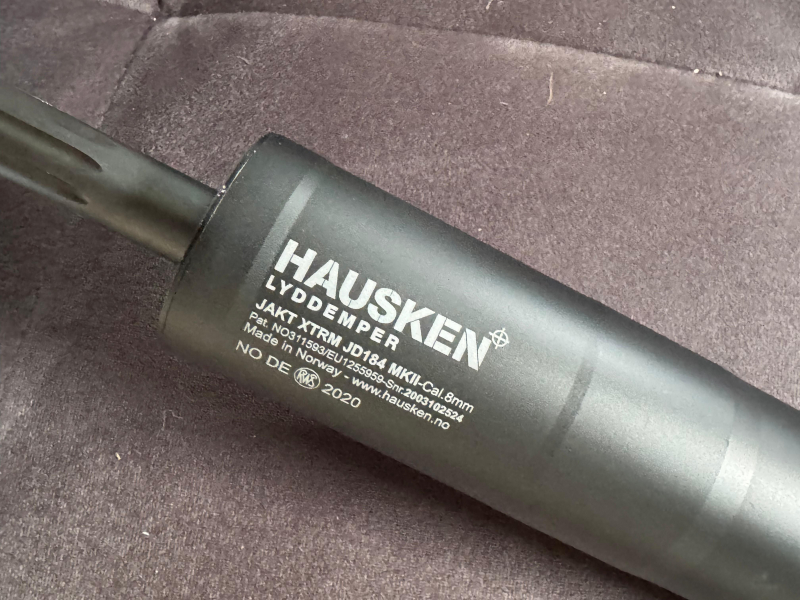 HAUSKEN
LYDDEMPER
JAKT XTRM JD184 MKII-Cal.8mm
Pat. NO311593/EU1255959-Snr.2003102524
Made in Norway - www.hausken.no
NO DE RWS 2020